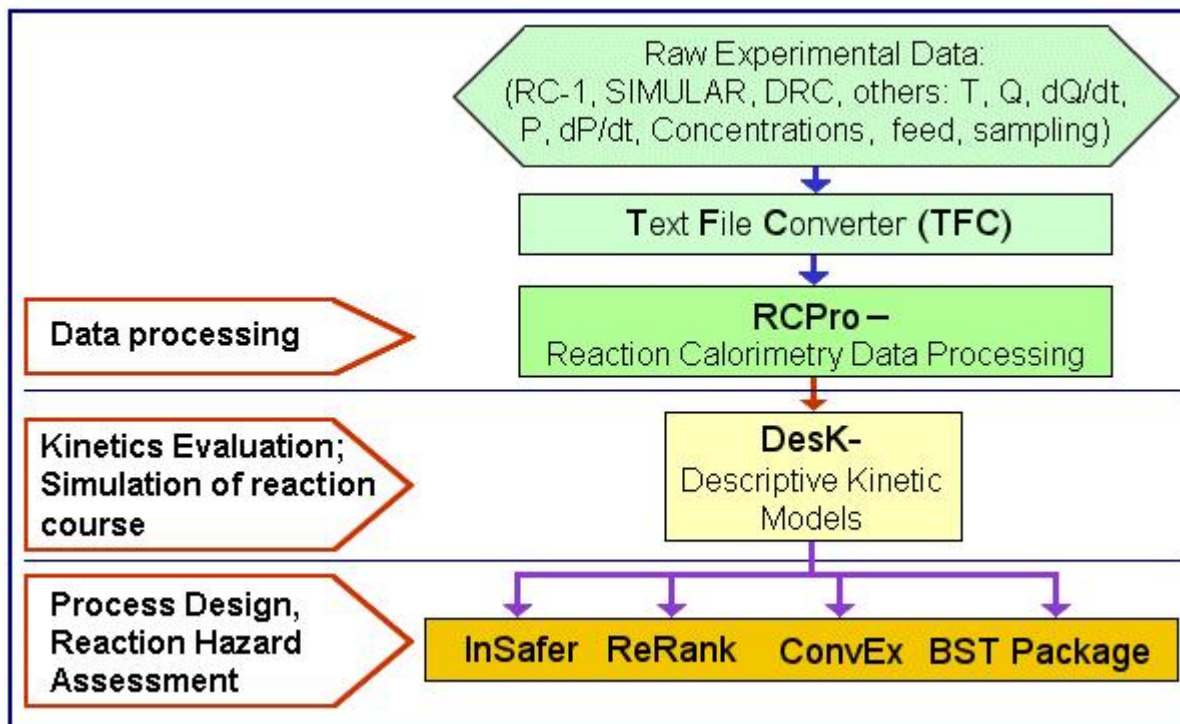 Raw Experimental Data:
(RC-1, SIMULAR, DRC, others: T, Q, dQ/dt,
P, dP/dt, Concentrations, feed, sampling)
Text File Converter (TFC)
Data processing
RCPro –
Reaction Calorimetry Data Processing
Kinetics Evaluation;
Simulation of reaction
course
DesK-
Descriptive Kinetic
Models
Process Design,
Reaction Hazard
Assessment
InSafer ReRank ConvEx BST Package